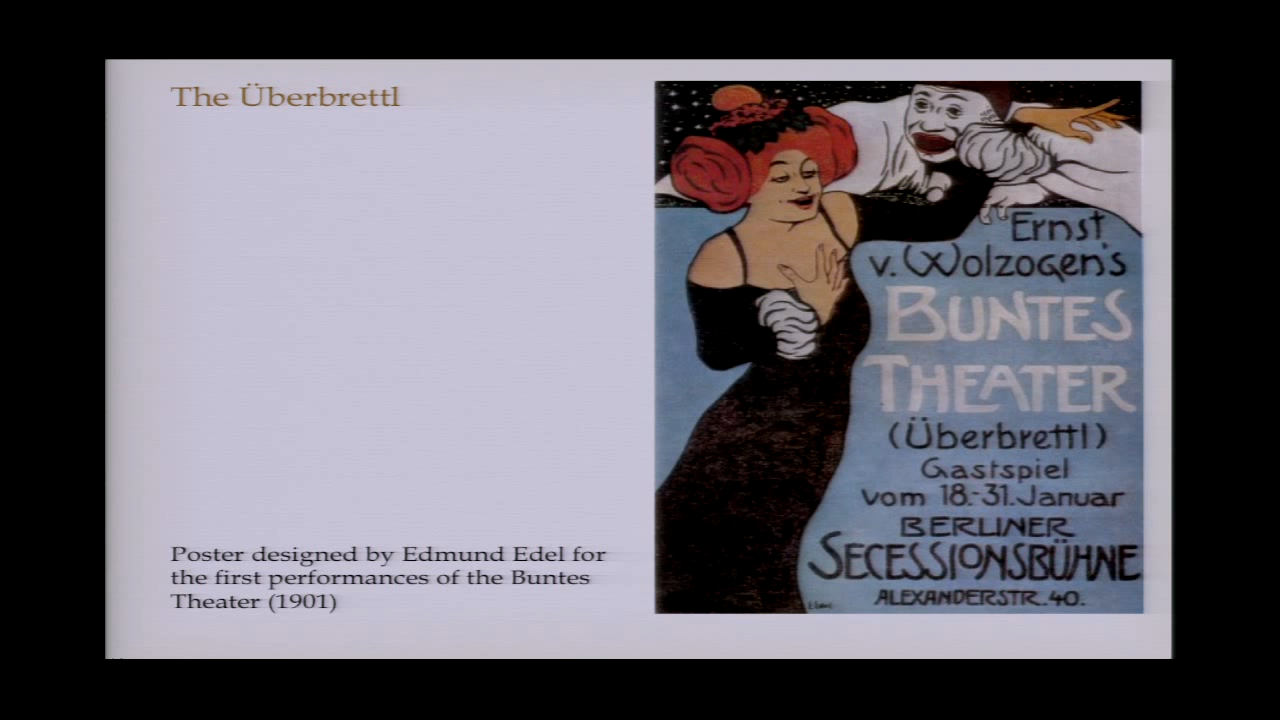 The Überbrettl
Poster designed by Edmund Edel for
the first performances of the Buntes
Theater (1901)
Ernst
v. Wolzogen's
BUNTES
THEATER
(Überbrettl)
Gastspiel
vom 18.-31. Januar
BERLINER
SECESSIONSBÜHNE
ALEXANDERSTR. 40.